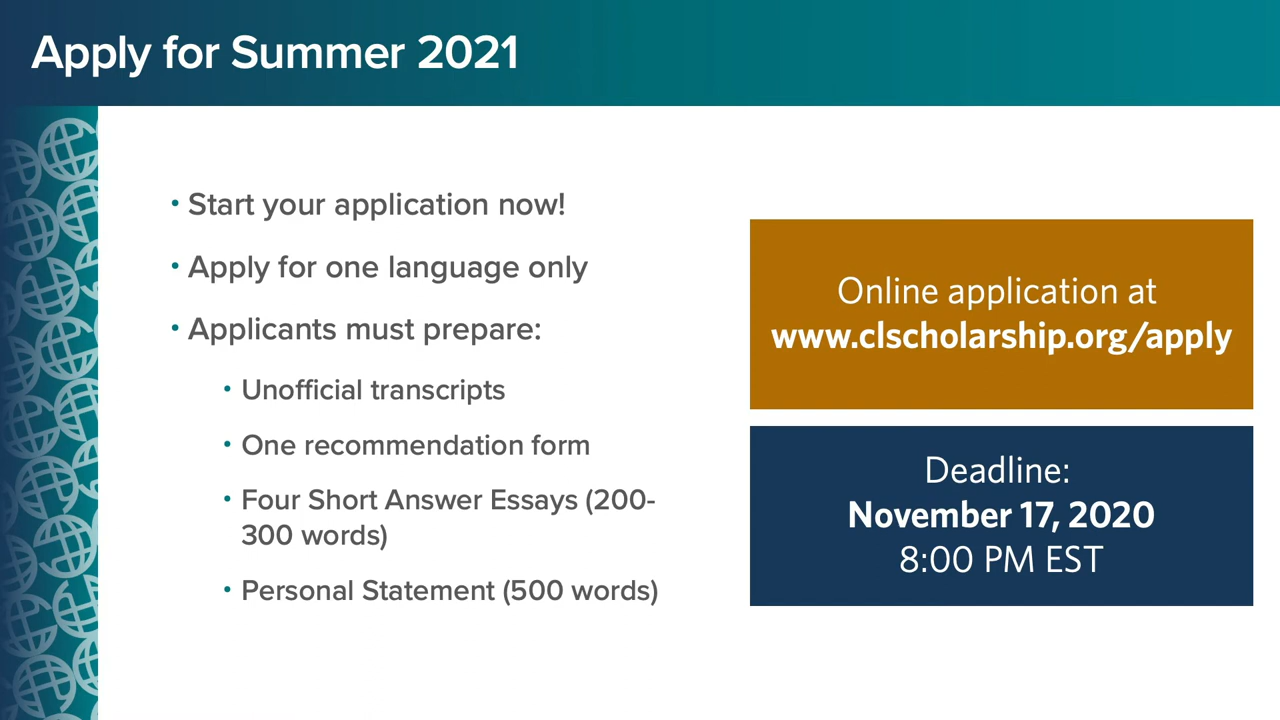 Apply for Summer 2021
• Start your application now!
• Apply for one language only
• Applicants must prepare:
• Unofficial transcripts
• One recommendation form
• Four Short Answer Essays (200-
300 words)
• Personal Statement (500 words)
Online application at
www.clscholarship.org/apply
Deadline:
November 17, 2020
8:00 PM EST